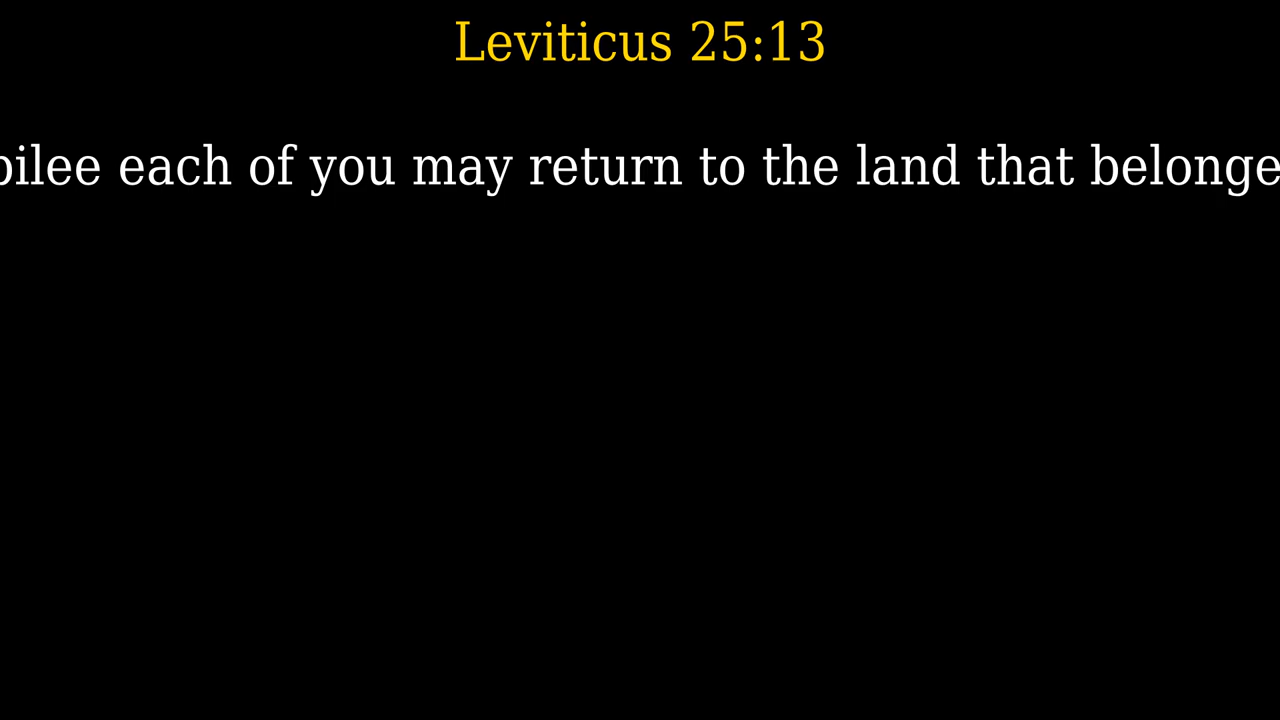 Leviticus 25:13
each of you may return to the land that